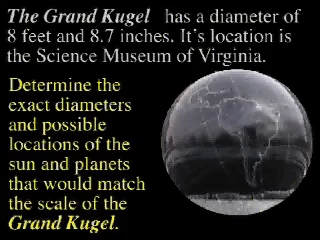 The Grand Kugel has a diameter of
8 feet and 8.7 inches. It's location is
the Science Museum of Virginia.
Determine the
exact diameters
and possible
locations of the
sun and planets
that would match
the scale of the
Grand Kugel.